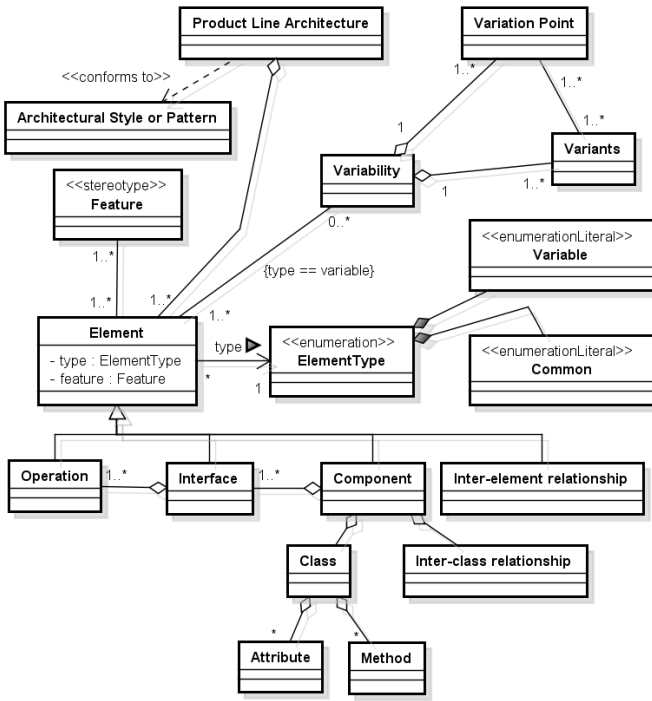 Product Line Architecture
Variation Point
<<conforms to>>
1..*
1..*
Architectural Style or Pattern
1
1..*
Variants
Variability
1
1..*
<<stereotype>>
Feature
0..*
1..*
{type == variable}
<<enumerationLiteral>>
Variable
1..*
1..*
1..*
Element
- type : ElementType
- feature : Feature
type
*
1
<<enumeration>>
ElementType
<<enumerationLiteral>>
Common
Operation
1..*
Interface
1..*
Component
Inter-element relationship
Class
Inter-class relationship
*
*
Attribute
Method